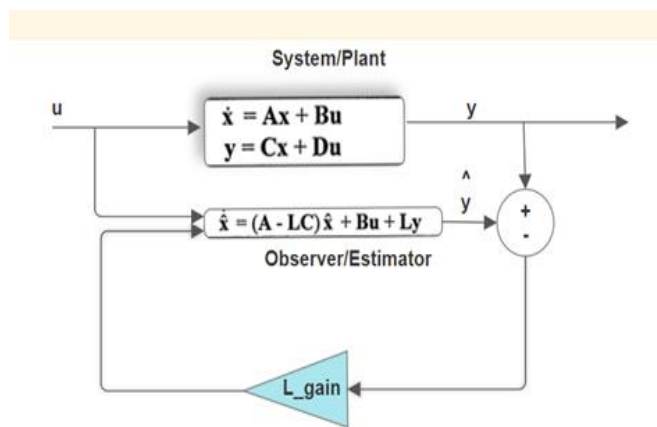 System/Plant
u
ẋ = Ax + Bu
y = Cx + Du
y
^
y
x̂̇ = (A - LC)x̂ + Bu + Ly
+
-
Observer/Estimator
L_gain